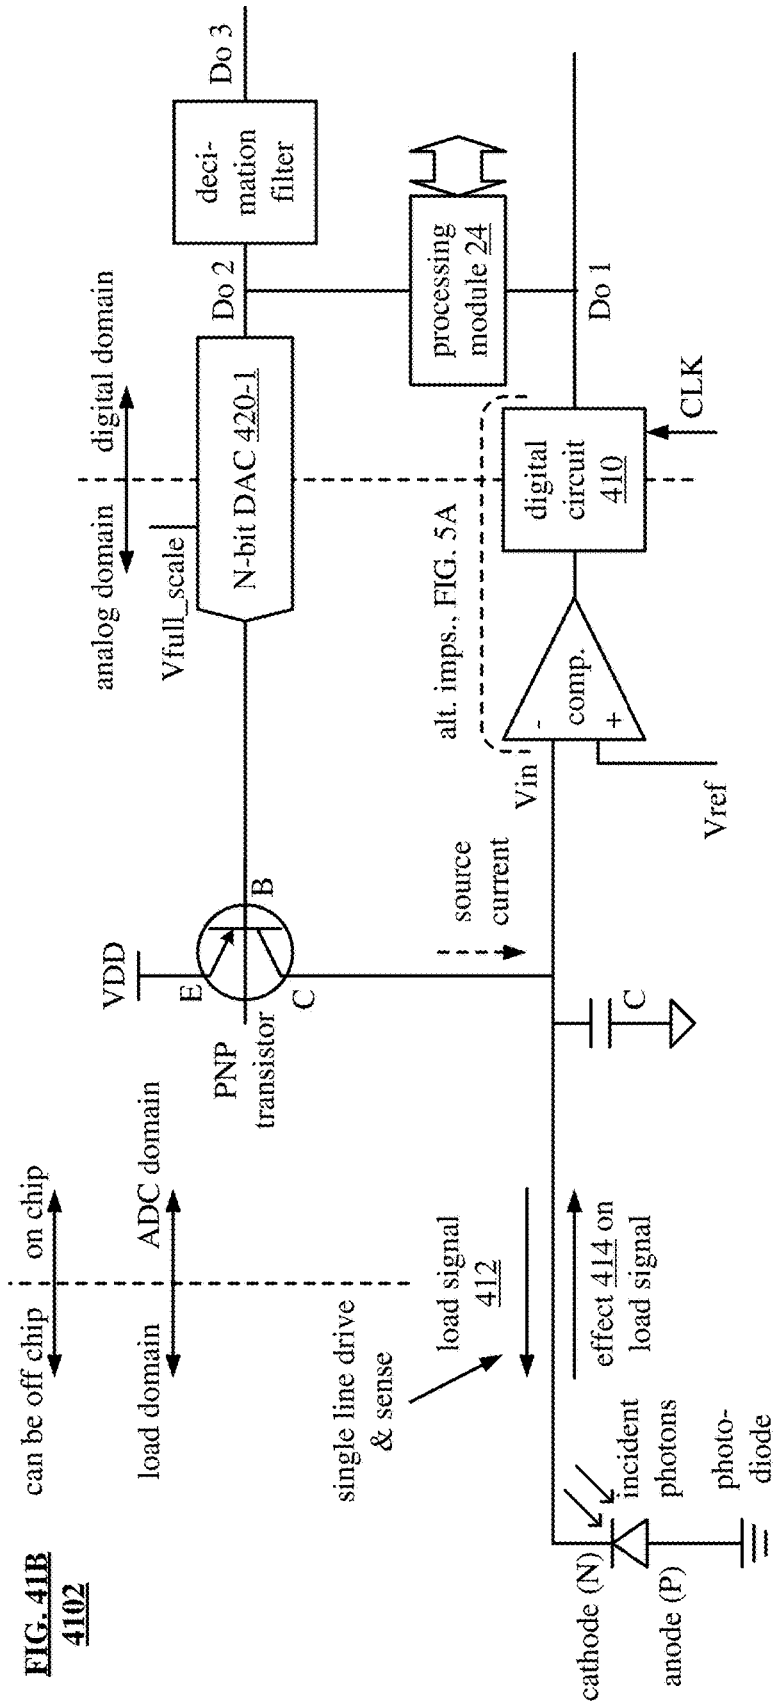 FIG. 41B
4102
can be off chip
on chip
load domain
ADC domain
analog domain
digital domain
VDD
E
B
C
PNP
transistor
Vfull_scale
N-bit DAC 420-1
Do 2
deci-
mation
filter
Do 3
single line drive
& sense
load signal
412
source
current
alt. imps., FIG. 5A
processing
module 24
cathode (N)
anode (P)
incident
photons
photo-
diode
effect 414 on
load signal
C
Vin
Vref
-
+
comp.
digital
circuit
410
CLK
Do 1